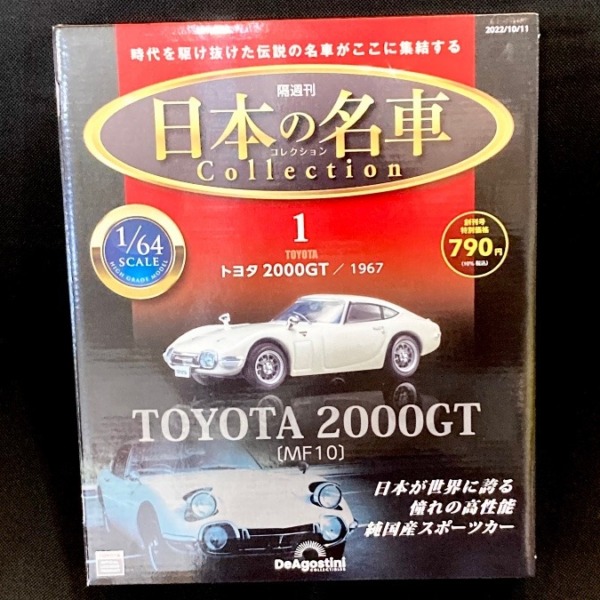 時代を駆け抜けた伝説の名車がここに集結する
2022/10/11
隔週刊
日本の名車
コレクション
Collection
1/64
SCALE
HIGH GRADE MODEL
1
TOYOTA
トヨタ 2000GT / 1967
創刊号
特別価格
790円
(10% 税込)
TOYOTA 2000GT
[MF10]
日本が世界に誇る
憧れの高性能
純国産スポーツカー
DeAGOSTINI
COLLECTIBLES